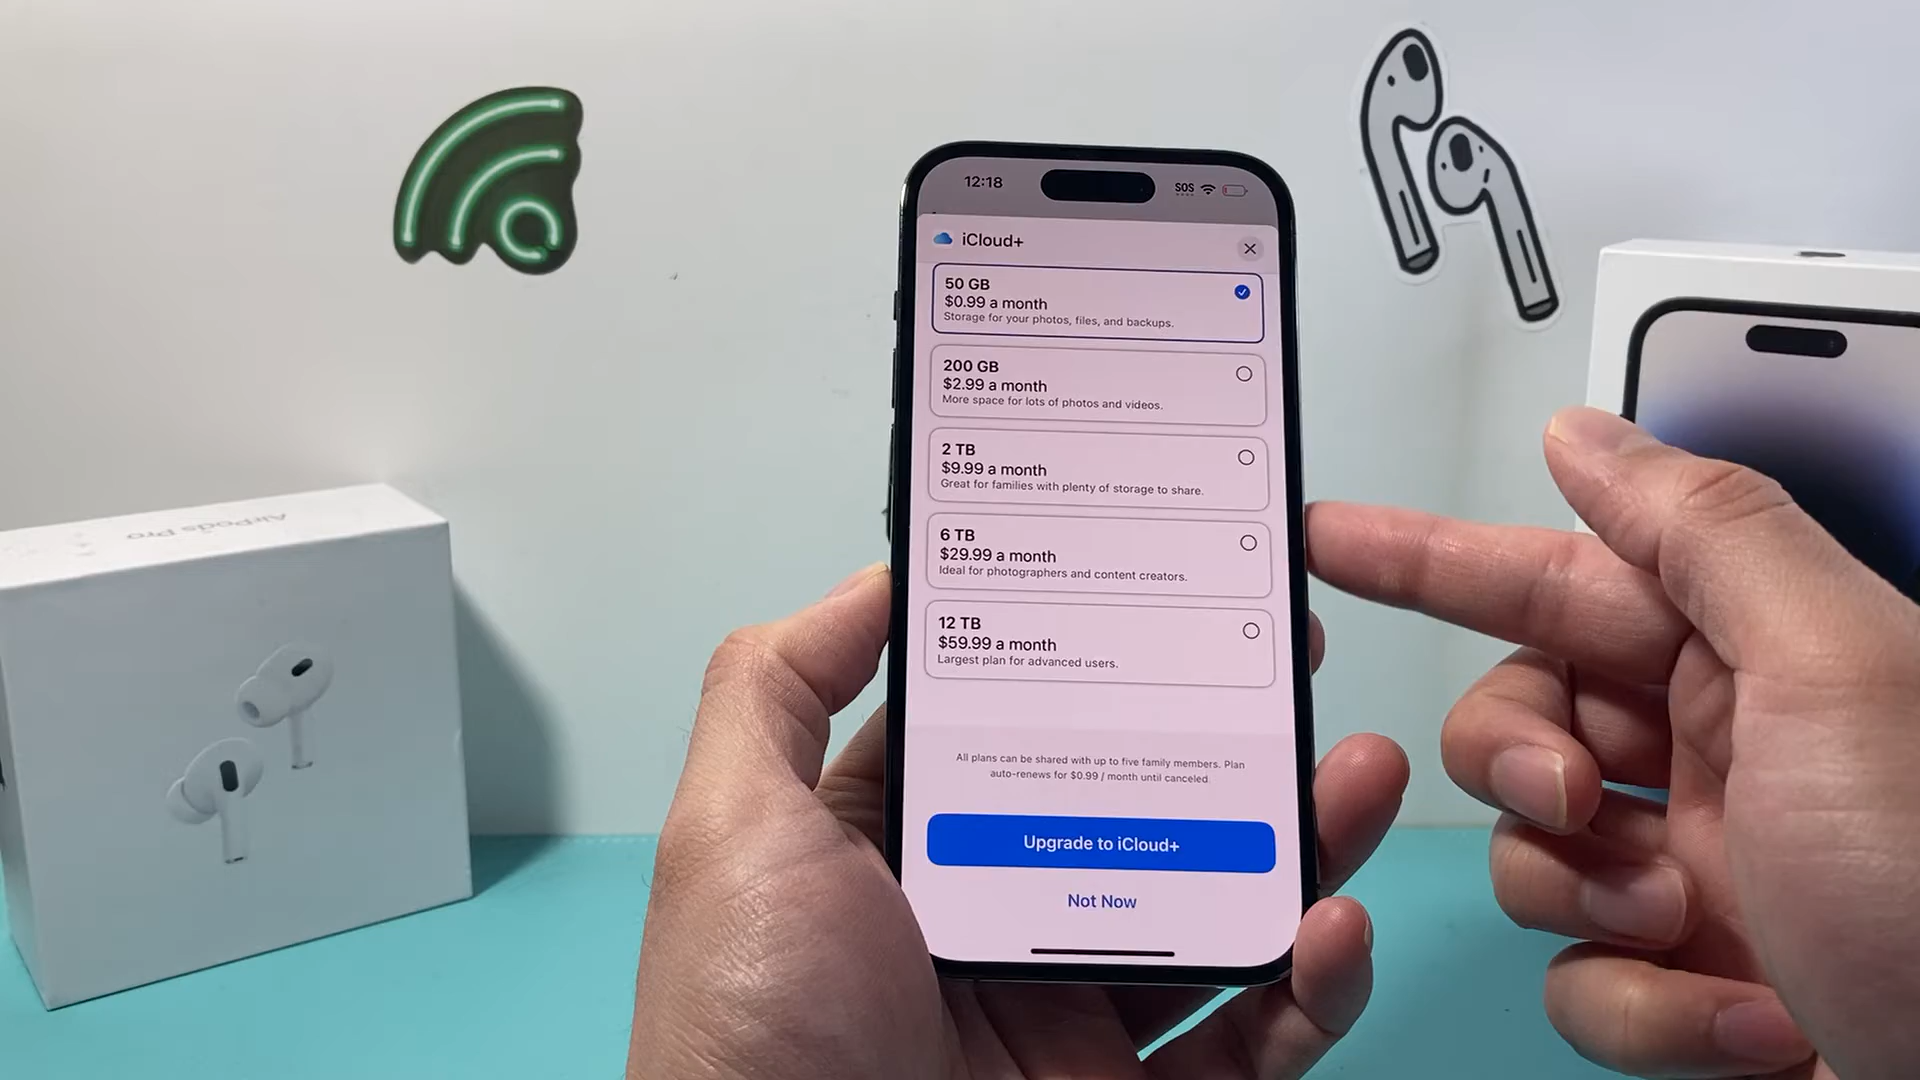 12:18 SOS
iCloud+
50 GB
$0.99 a month
Storage for your photos, files, and backups.
200 GB
$2.99 a month
More space for lots of photos and videos.
2 TB
$9.99 a month
Great for families with plenty of storage to share.
6 TB
$29.99 a month
Ideal for photographers and content creators.
12 TB
$59.99 a month
Largest plan for advanced users.
All plans can be shared with up to five family members. Plan
auto-renews for $0.99 / month until canceled.
Upgrade to iCloud+
Not Now
AirPods Pro